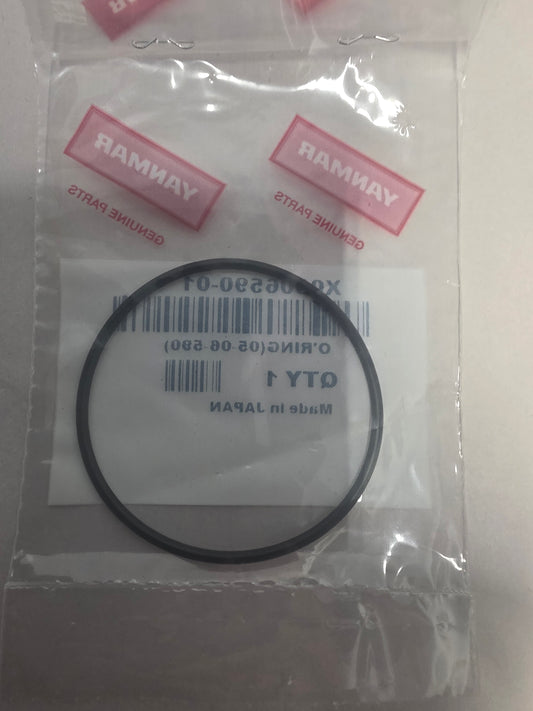 YANMAR
GENUINE PARTS
YANMAR
GENUINE PARTS
O'RING(05-06-590)
QTY 1
Made in JAPAN